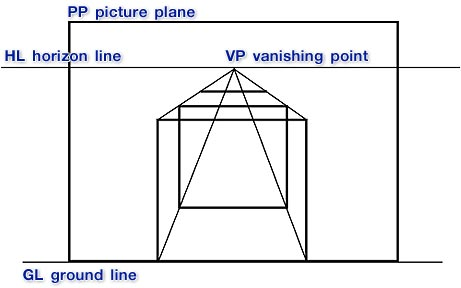 PP picture plane
HL horizon line
VP vanishing point
GL ground line